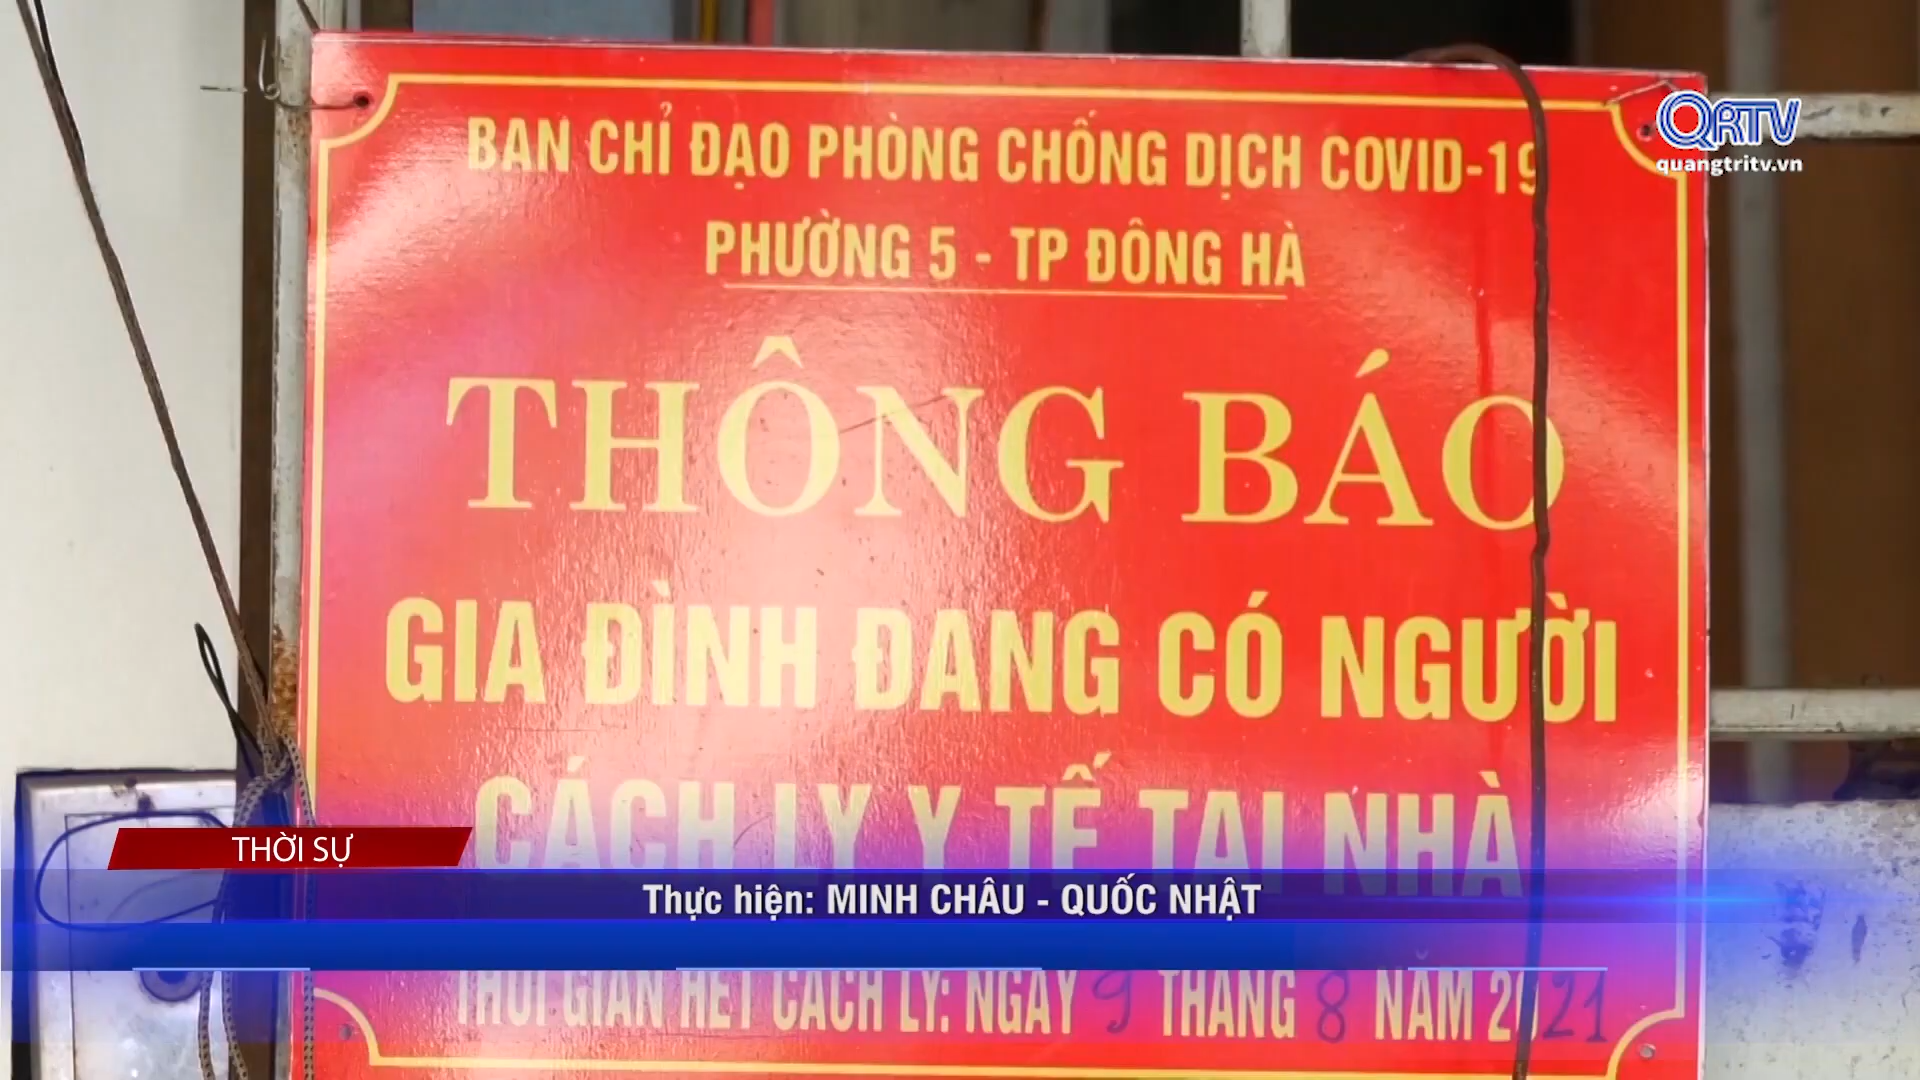 BAN CHỈ ĐẠO PHÒNG CHỐNG DỊCH COVID-19
PHƯỜNG 5 - TP ĐÔNG HÀ
THÔNG BÁO
GIA ĐÌNH ĐANG CÓ NGƯỜI
CÁCH LY Y TẾ TẠI NHÀ
THỜI GIAN HẾT CÁCH LY: NGÀY 9 THÁNG 8 NĂM 2021
QRTV
quangtritv.vn
THỜI SỰ
Thực hiện: MINH CHÂU - QUỐC NHẬT